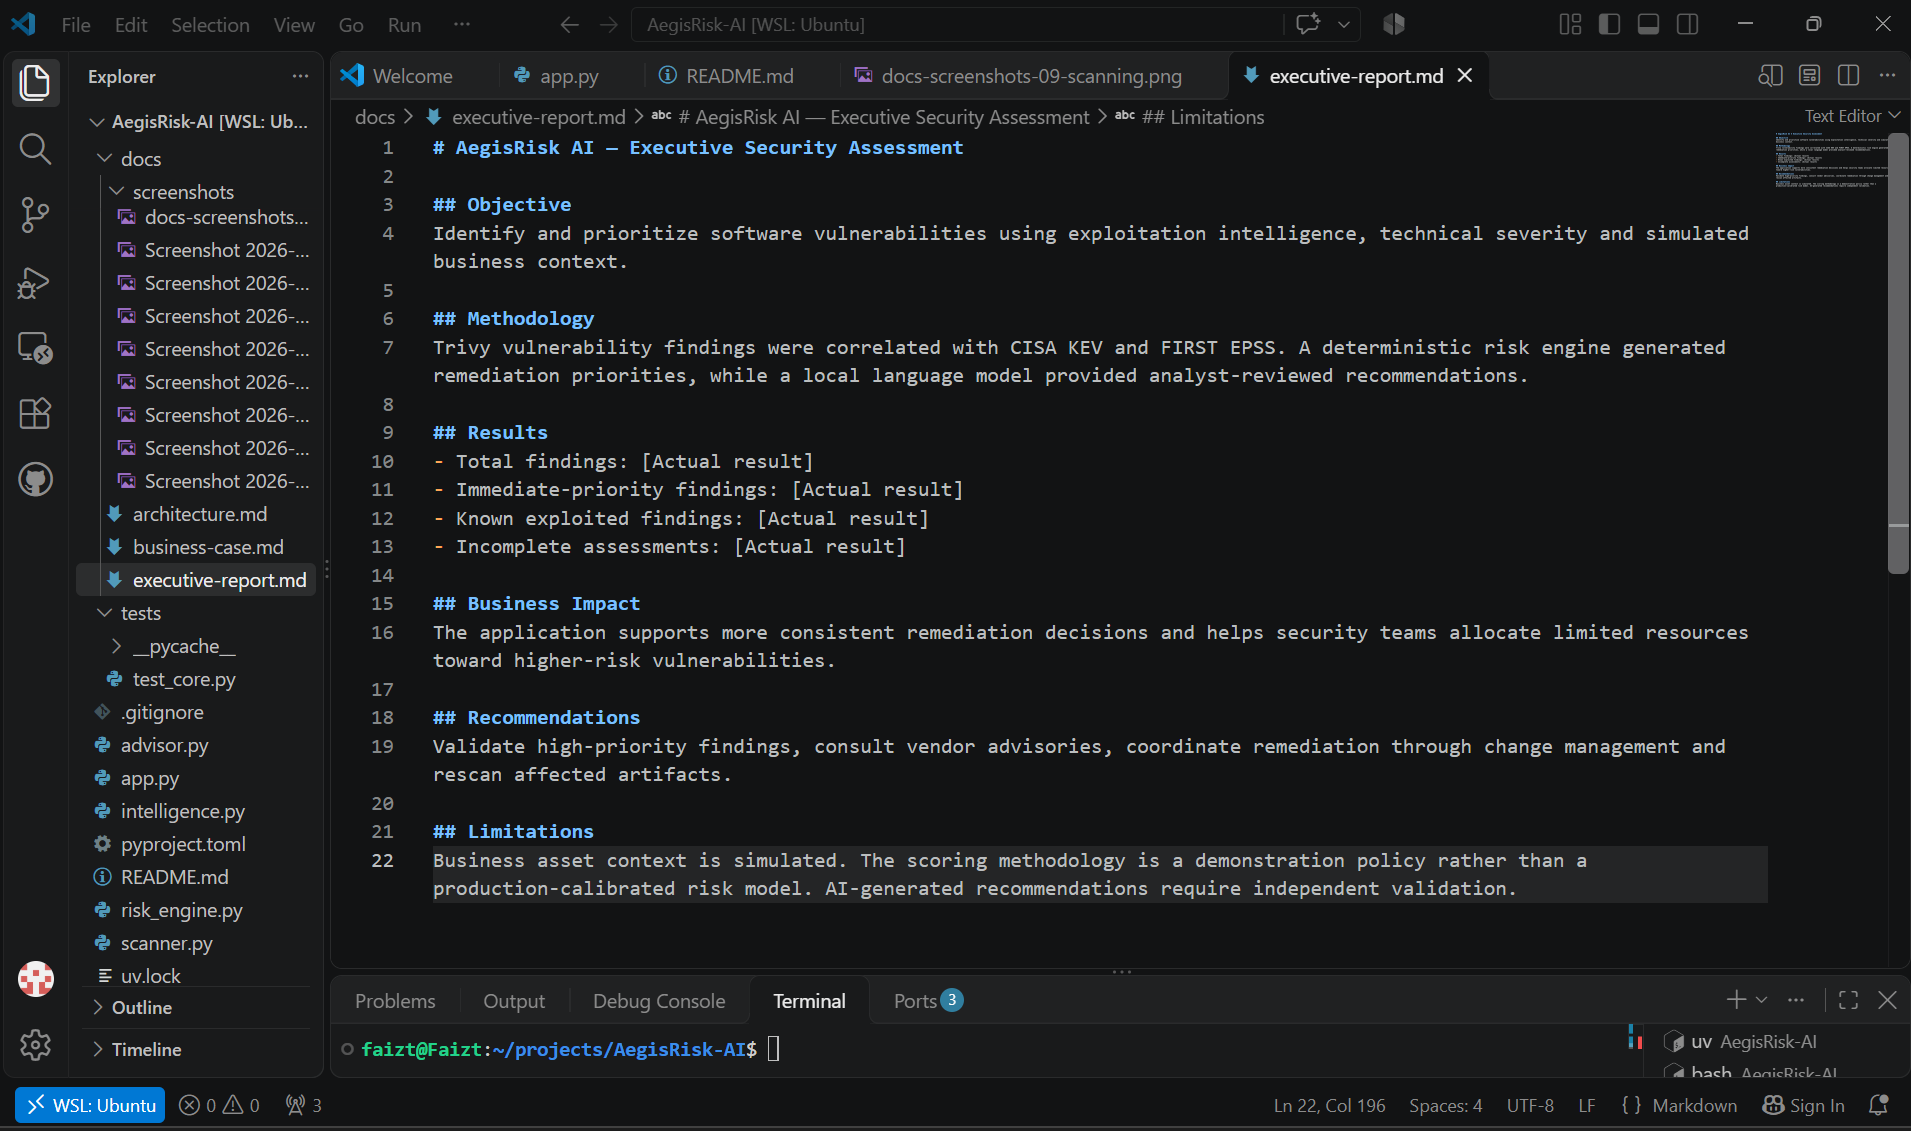 File Edit Selection View Go Run ··· AegisRisk-AI [WSL: Ubuntu]
Explorer ···
Welcome app.py README.md docs-screenshots-09-scanning.png executive-report.md
docs > executive-report.md > abc # AegisRisk AI — Executive Security Assessment > abc ## Limitations
Text Editor
AegisRisk-AI [WSL: Ub...
docs
screenshots
docs-screenshots...
Screenshot 2026-...
Screenshot 2026-...
Screenshot 2026-...
Screenshot 2026-...
Screenshot 2026-...
Screenshot 2026-...
Screenshot 2026-...
Screenshot 2026-...
architecture.md
business-case.md
executive-report.md
tests
__pycache__
test_core.py
.gitignore
advisor.py
app.py
intelligence.py
pyproject.toml
README.md
risk_engine.py
scanner.py
uv.lock
Outline
Timeline
1 # AegisRisk AI — Executive Security Assessment
2
3 ## Objective
4 Identify and prioritize software vulnerabilities using exploitation intelligence, technical severity and simulated
business context.
5
6 ## Methodology
7 Trivy vulnerability findings were correlated with CISA KEV and FIRST EPSS. A deterministic risk engine generated
remediation priorities, while a local language model provided analyst-reviewed recommendations.
8
9 ## Results
10 - Total findings: [Actual result]
11 - Immediate-priority findings: [Actual result]
12 - Known exploited findings: [Actual result]
13 - Incomplete assessments: [Actual result]
14
15 ## Business Impact
16 The application supports more consistent remediation decisions and helps security teams allocate limited resources
toward higher-risk vulnerabilities.
17
18 ## Recommendations
19 Validate high-priority findings, consult vendor advisories, coordinate remediation through change management and
rescan affected artifacts.
20
21 ## Limitations
22 Business asset context is simulated. The scoring methodology is a demonstration policy rather than a
production-calibrated risk model. AI-generated recommendations require independent validation.
Problems Output Debug Console Terminal Ports 3
faizt@Faizt:~/projects/AegisRisk-AI$
uv AegisRisk-AI
bash AegisRisk-AI
WSL: Ubuntu 0 0 3
Ln 22, Col 196 Spaces: 4 UTF-8 LF { } Markdown Sign In